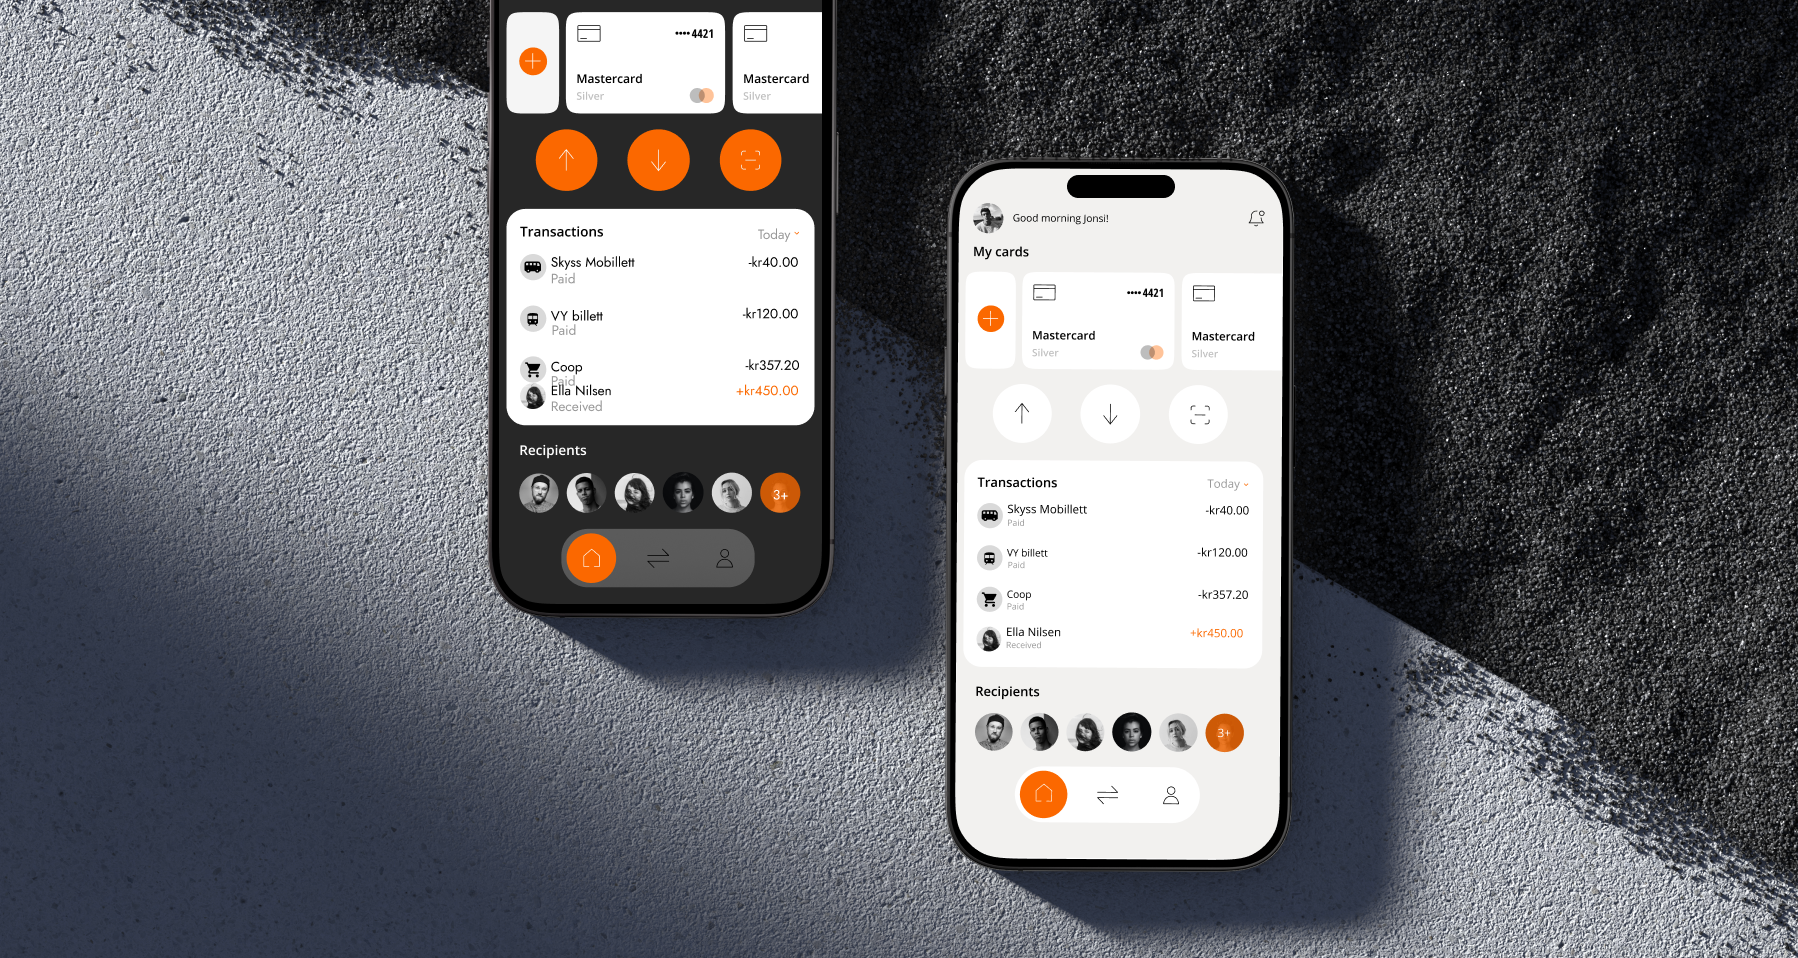 •••• 4421
Mastercard
Silver
Mastercard
Silver
Transactions
Today
Skyss Mobillett
-kr40.00
Paid
VY billett
-kr120.00
Paid
Coop
-kr357.20
Paid
Ella Nilsen
+kr450.00
Received
Recipients
3+
Good morning Jonsi!
My cards
•••• 4421
Mastercard
Silver
Mastercard
Silver
Transactions
Today
Skyss Mobillett
-kr40.00
Paid
VY billett
-kr120.00
Paid
Coop
-kr357.20
Paid
Ella Nilsen
+kr450.00
Received
Recipients
3+